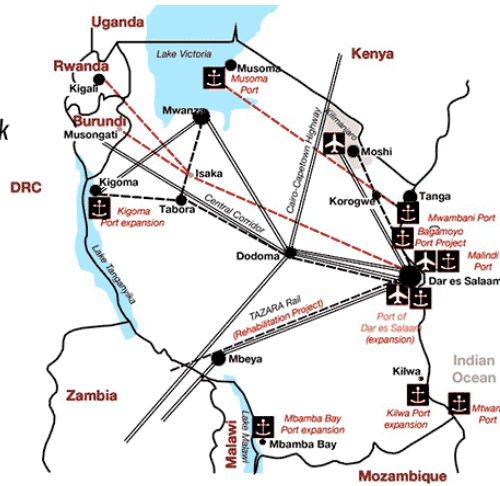 Uganda
Lake Victoria
Kenya
Rwanda
Musoma
Musoma
Port
Kigali
k
Burundi
Musongati
Mwanza
Kilimanjaro
Moshi
Cairo-Capetown Highway
DRC
Kigoma
Isaka
Korogwe
Tanga
Kigoma
Port expansion
Tabora
Central Corridor
Mwambani Port
Bagamoyo
Port Project
Malindi
Port
Dodoma
Dar es Salaam
Lake Tanganyika
TAZARA Rail
(Rehabilitation Project)
Port of
Dar es Salaam
(expansion)
Mbeya
Indian
Ocean
Zambia
Kilwa
Mbamba Bay
Port expansion
Kilwa Port
expansion
Mtwara
Port
Malawi
Lake Malawi
Mbamba Bay
Mozambique